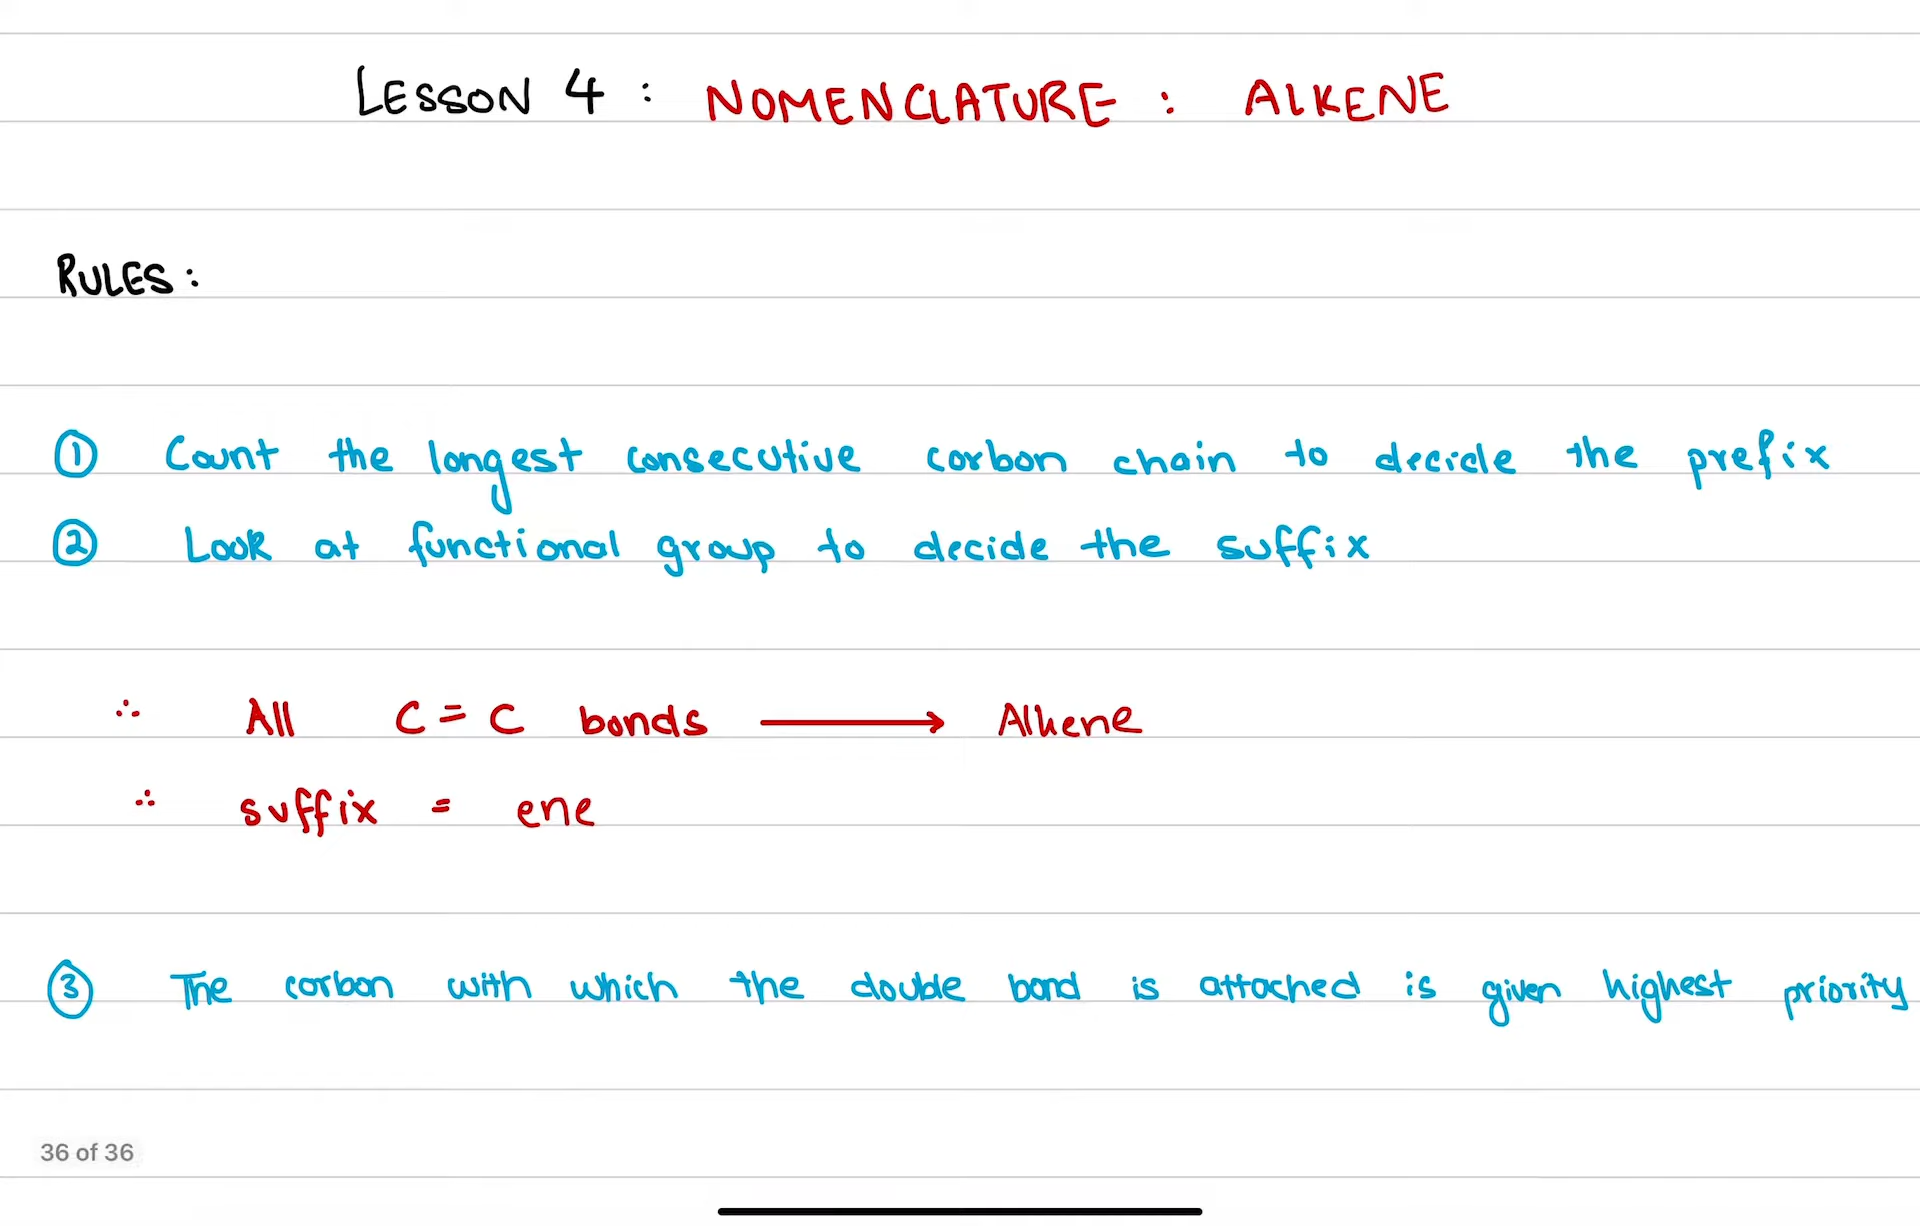 LESSON 4 : NOMENCLATURE : ALKENE
RULES :
① Count the longest consecutive carbon chain to decide the prefix
② Look at functional group to decide the suffix
∴ All C = C bonds ⟶ Alkene
∴ suffix = ene
③ The carbon with which the double bond is attached is given highest priority
36 of 36